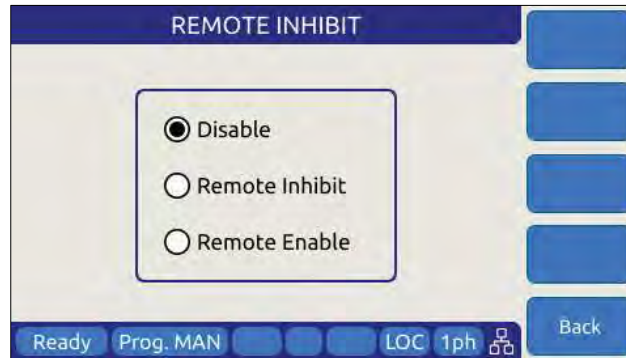 REMOTE INHIBIT
Disable
Remote Inhibit
Remote Enable
Back
Ready Prog. MAN LOC 1ph